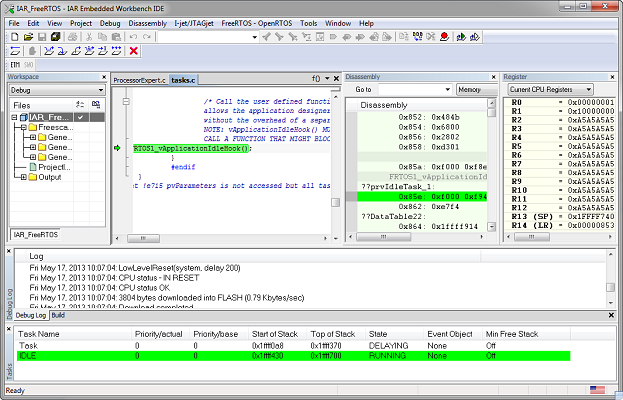 IAR_FreeRTOS - IAR Embedded Workbench IDE
File Edit View Project Debug Disassembly I-jet/JTAGjet FreeRTOS - OpenRTOS Tools Window Help
ETM SWO
Workspace
Debug
Files
IAR_Free...
Freesca
Gene
Gene
Gene
ProjectI
Output
IAR_FreeRTOS
ProcessorExpert.c tasks.c f()
/* Call the user defined funct
allows the application designer
without the overhead of a sepa
NOTE: vApplicationIdleHook() MU
CALL A FUNCTION THAT MIGHT BLOC
FRTOS1_vApplicationIdleHook();
}
#endif
}
nt !e715 pvParameters is not accessed but all tas
Disassembly
Go to Memory
Disassembly
0x852: 0x484b
0x854: 0x6800
0x856: 0x2802
0x858: 0xd301
0x85a: 0xf000 0xf8e
FRTOS1_vApplication
??prvIdleTask_1:
0x85e: 0xf000 0xf94
0x862: 0xe7f4
??DataTable22:
0x864: 0x1ffff914
Register
Current CPU Registers
R0 = 0x00000001
R1 = 0x10000000
R2 = 0xA5A5A5A5
R3 = 0xA5A5A5A5
R4 = 0xA5A5A5A5
R5 = 0xA5A5A5A5
R6 = 0xA5A5A5A5
R7 = 0xA5A5A5A5
R8 = 0xA5A5A5A5
R9 = 0xA5A5A5A5
R10 = 0xA5A5A5A5
R11 = 0xA5A5A5A5
R12 = 0xA5A5A5A5
R13 (SP) = 0x1FFFF740
R14 (LR) = 0x00000853
Log
Fri May 17, 2013 10:07:04: LowLevelReset(system, delay 200)
Fri May 17, 2013 10:07:04: CPU status - IN RESET
Fri May 17, 2013 10:07:04: CPU status OK
Fri May 17, 2013 10:07:04: 3804 bytes downloaded into FLASH (0.79 Kbytes/sec)
Fri May 17, 2013 10:07:04: Download completed
Debug Log
Debug Log Build
Task Name Priority/actual Priority/base Start of Stack Top of Stack State Event Object Min Free Stack
Task 0 0 0x1ffff0a8 0x1ffff370 DELAYING None Off
IDLE 0 0 0x1ffff430 0x1ffff700 RUNNING None Off
Tasks
Ready